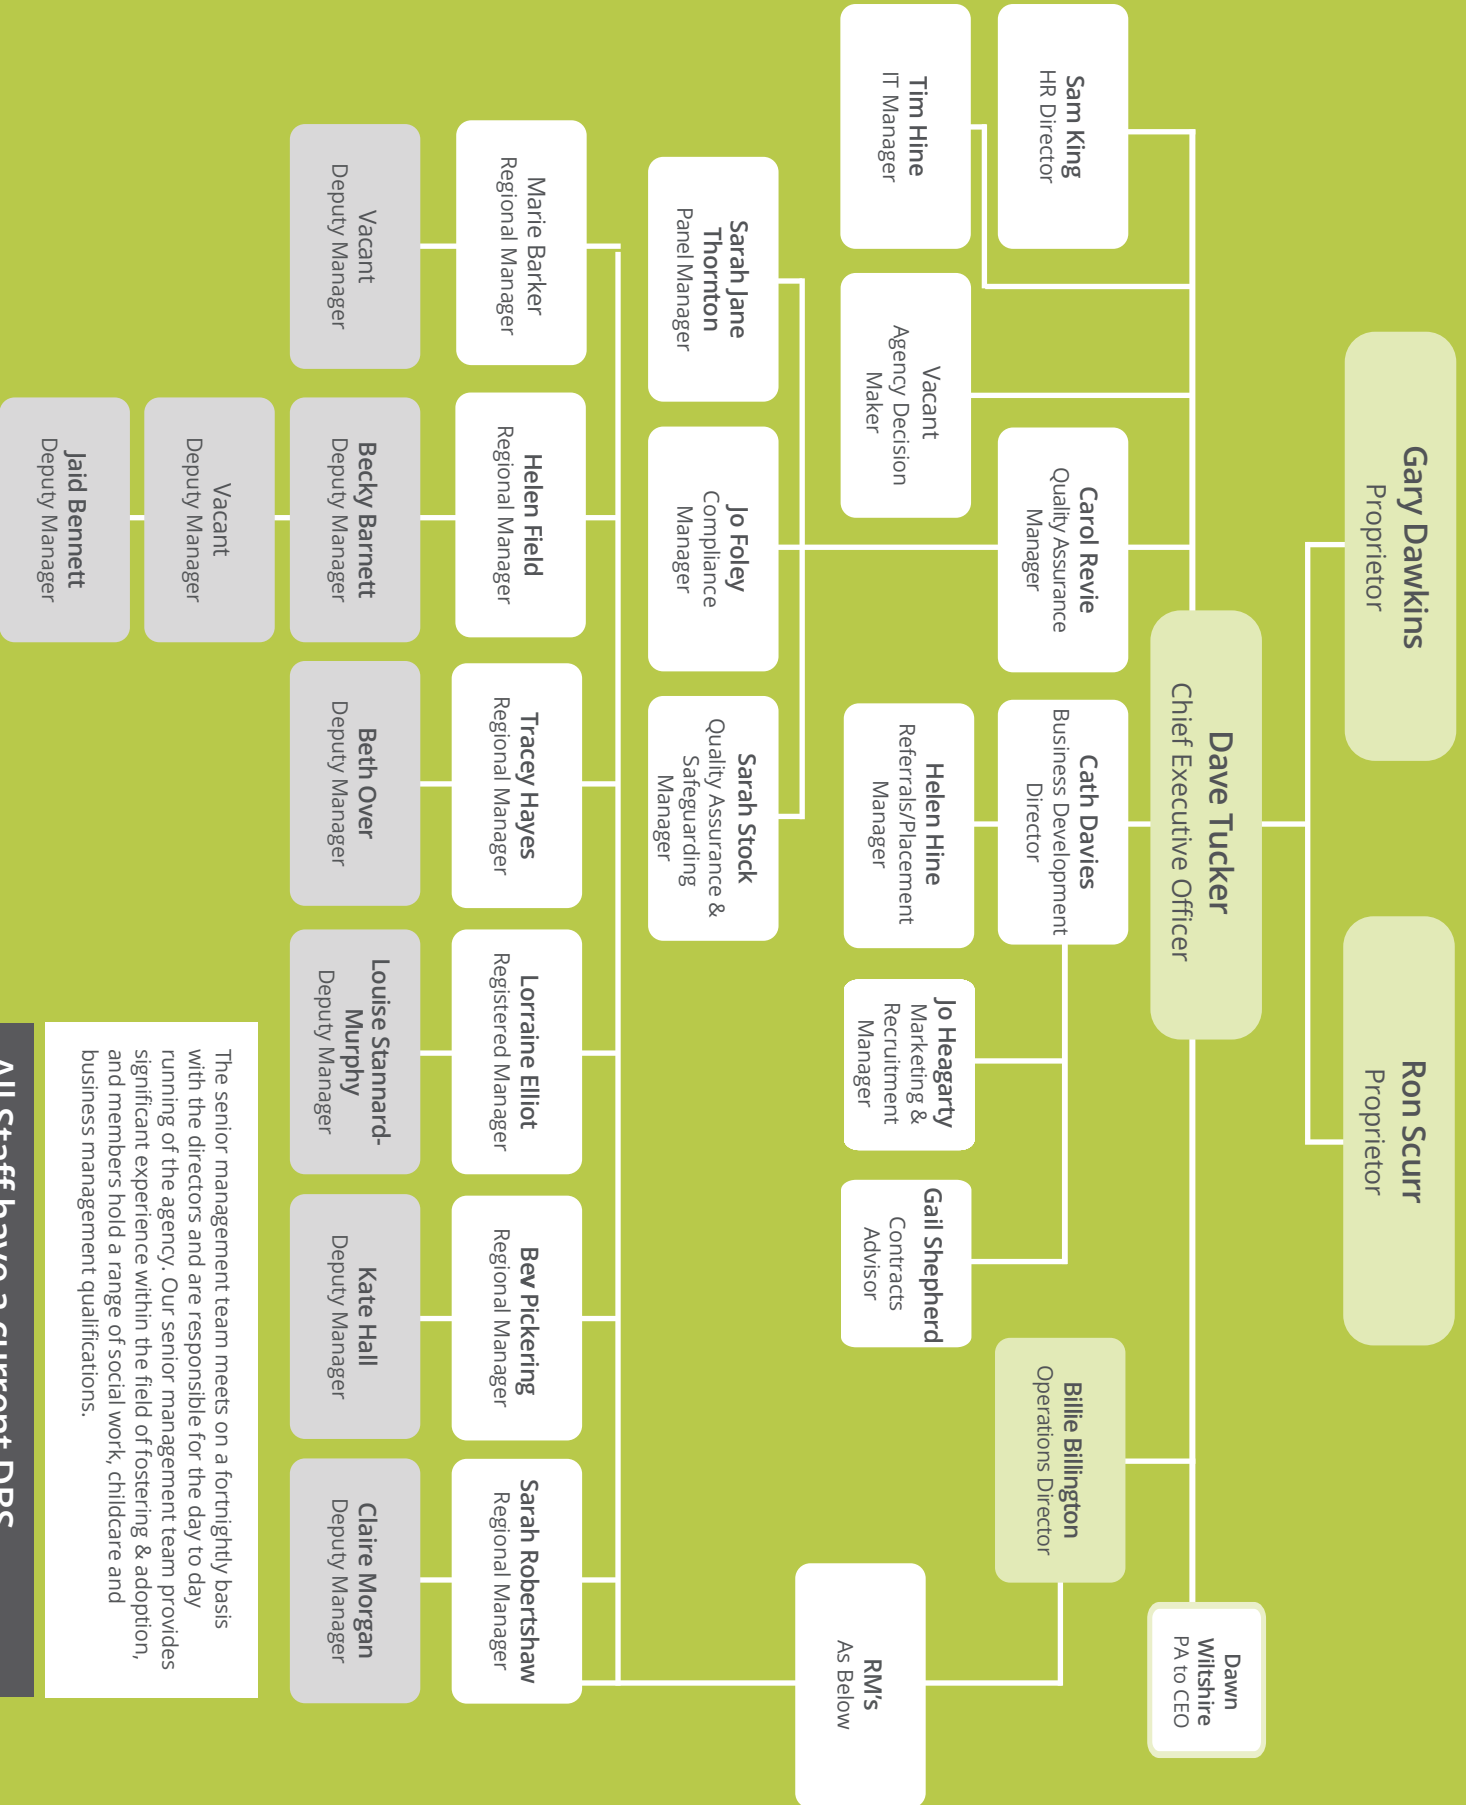 Gary Dawkins
Proprietor
Ron Scurr
Proprietor
Dave Tucker
Chief Executive Officer
Dawn
Wiltshire
PA to CEO
Sam King
HR Director
Carol Revie
Quality Assurance
Manager
Cath Davies
Business Development
Director
Billie Billington
Operations Director
Tim Hine
IT Manager
Vacant
Agency Decision
Maker
Helen Hine
Referrals/Placement
Manager
Jo Heagarty
Marketing &
Recruitment
Manager
Gail Shepherd
Contracts
Advisor
RM's
As Below
Sarah Jane
Thornton
Panel Manager
Jo Foley
Compliance
Manager
Sarah Stock
Quality Assurance &
Safeguarding
Manager
Marie Barker
Regional Manager
Helen Field
Regional Manager
Tracey Hayes
Regional Manager
Lorraine Elliot
Registered Manager
Bev Pickering
Regional Manager
Sarah Robertshaw
Regional Manager
Vacant
Deputy Manager
Becky Barnett
Deputy Manager
Beth Over
Deputy Manager
Louise Stannard-
Murphy
Deputy Manager
Kate Hall
Deputy Manager
Claire Morgan
Deputy Manager
Vacant
Deputy Manager
Jaid Bennett
Deputy Manager
The senior management team meets on a fortnightly basis
with the directors and are responsible for the day to day
running of the agency. Our senior management team provides
significant experience within the field of fostering & adoption,
and members hold a range of social work, childcare and
business management qualifications.
All Staff have a current DBS